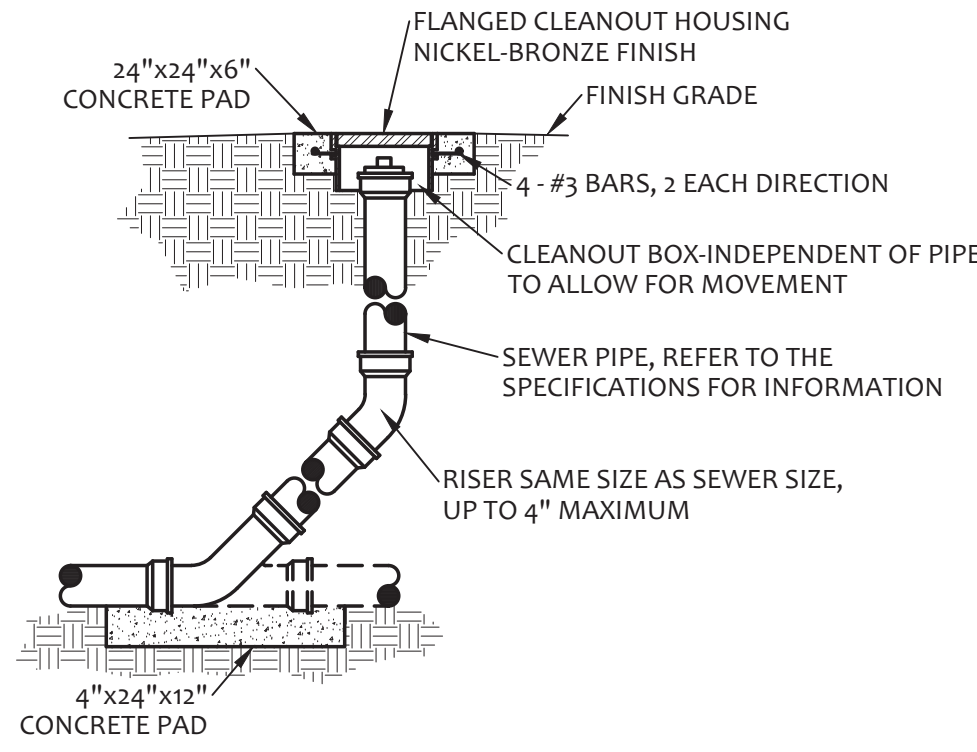 FLANGED CLEANOUT HOUSING
NICKEL-BRONZE FINISH
24"x24"x6"
CONCRETE PAD
FINISH GRADE
4 - #3 BARS, 2 EACH DIRECTION
CLEANOUT BOX-INDEPENDENT OF PIPE
TO ALLOW FOR MOVEMENT
SEWER PIPE, REFER TO THE
SPECIFICATIONS FOR INFORMATION
RISER SAME SIZE AS SEWER SIZE,
UP TO 4" MAXIMUM
4"x24"x12"
CONCRETE PAD